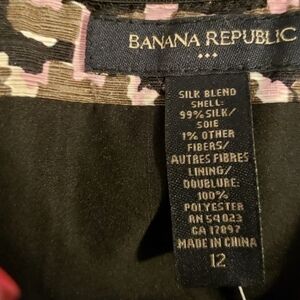 BANANA REPUBLIC
SILK BLEND
SHELL:
99% SILK/
SOIE
1% OTHER
FIBERS/
AUTRES FIBRES
LINING/
DOUBLURE:
100%
POLYESTER
RN 54023
CA 17897
MADE IN CHINA
12